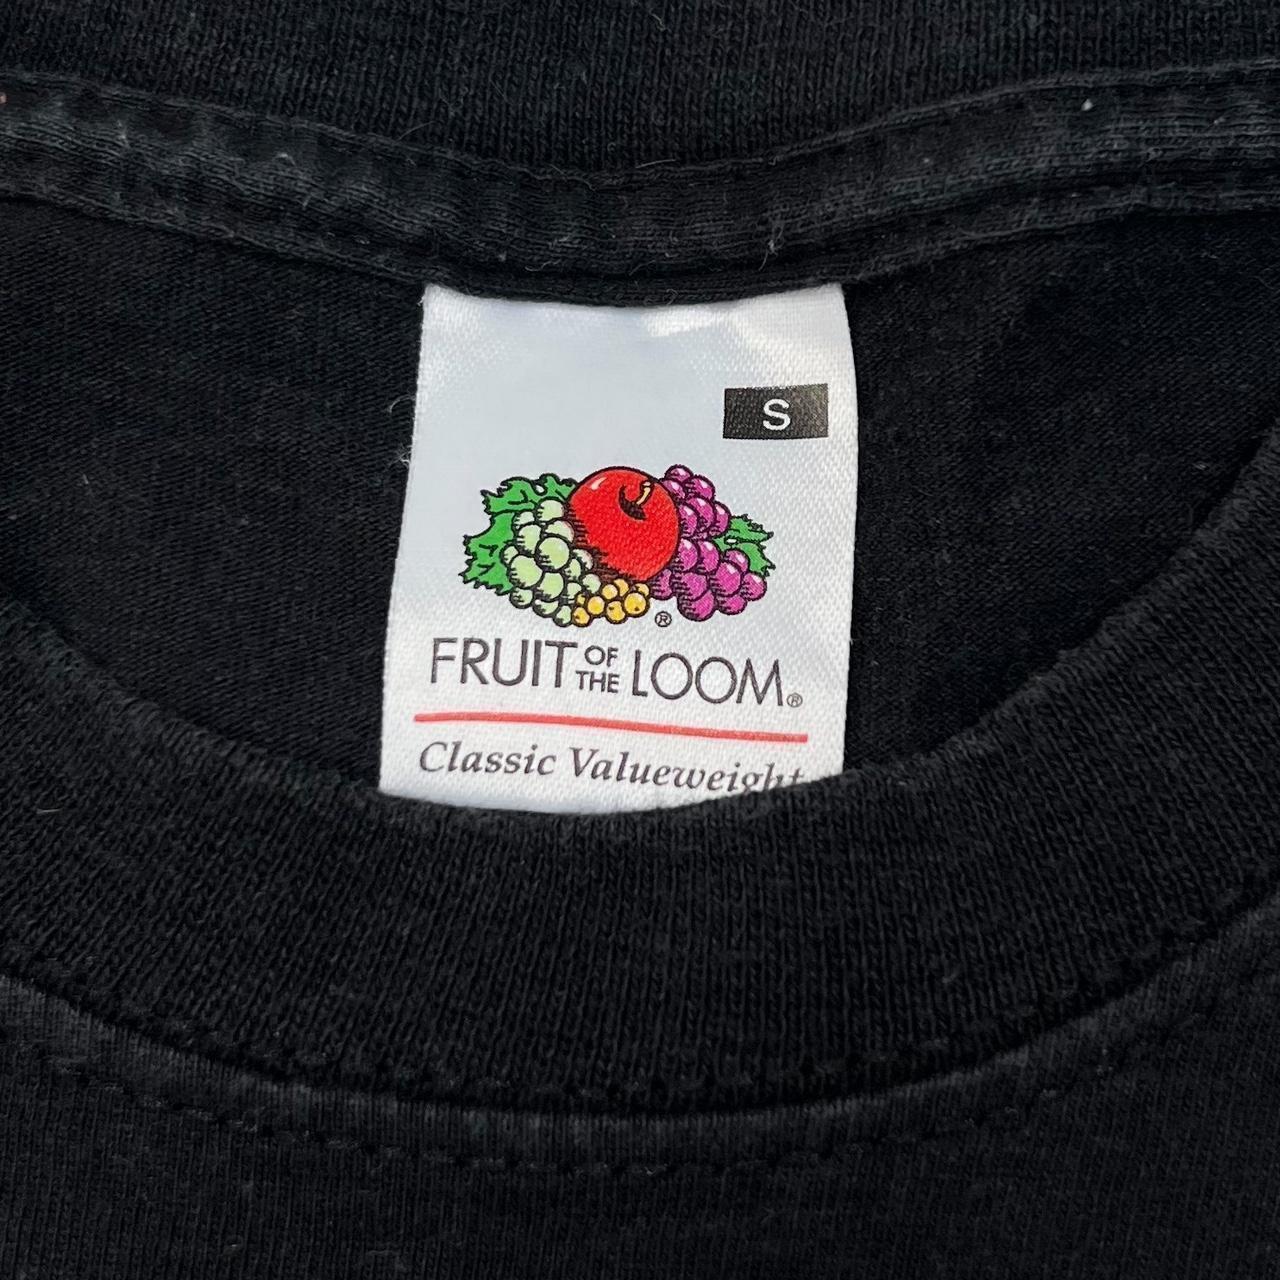 S
®
FRUIT OF THE LOOM®
Classic Valueweight